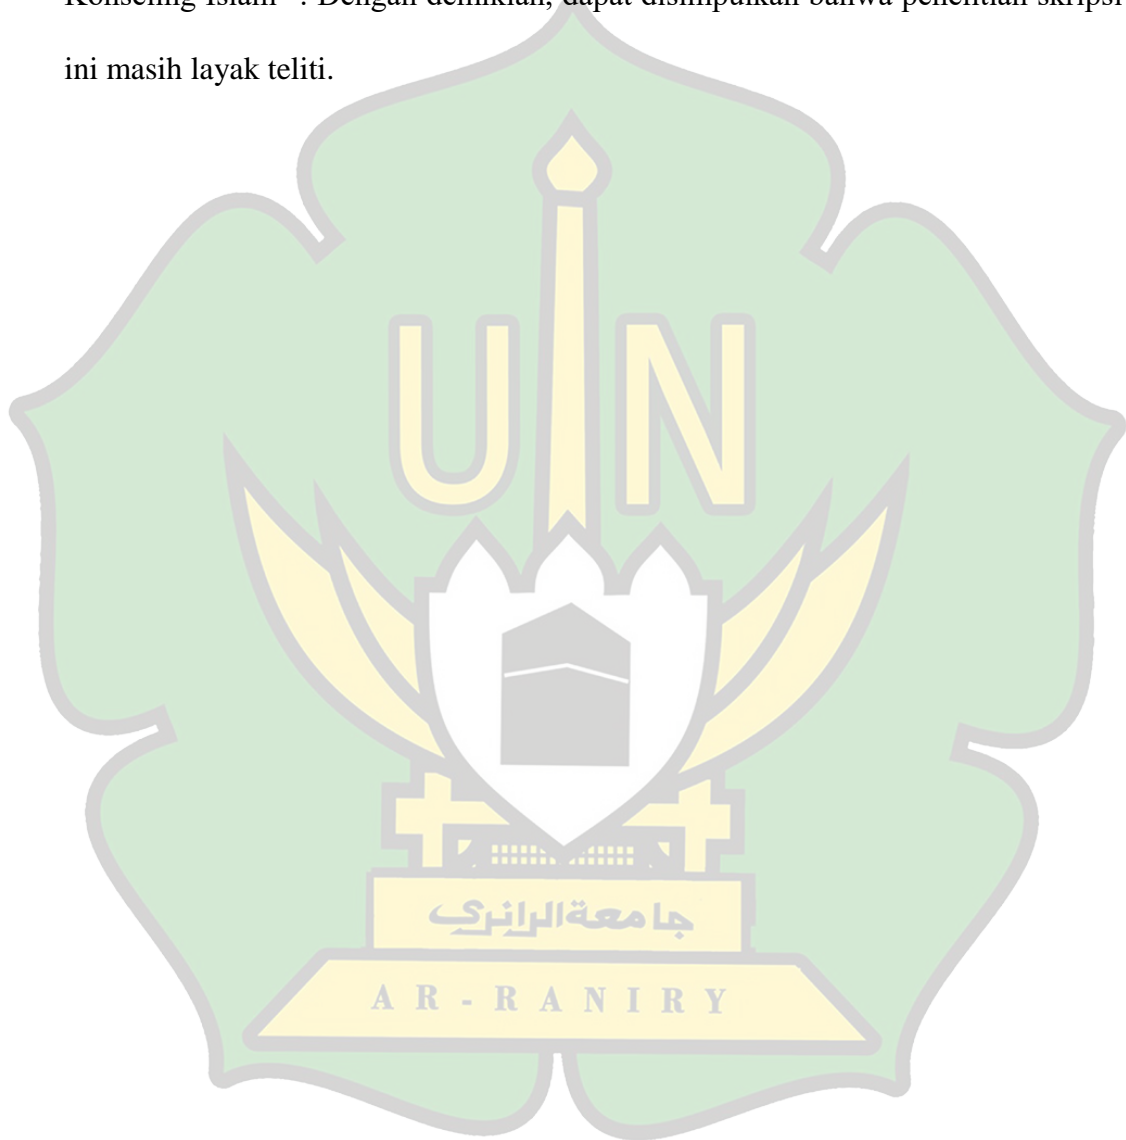 Konseling Islam". Dengan demikian, dapat disimpulkan bahwa penelitian skripsi
ini masih layak teliti.
UIN
جامعة الرانري
AR-RANIRY